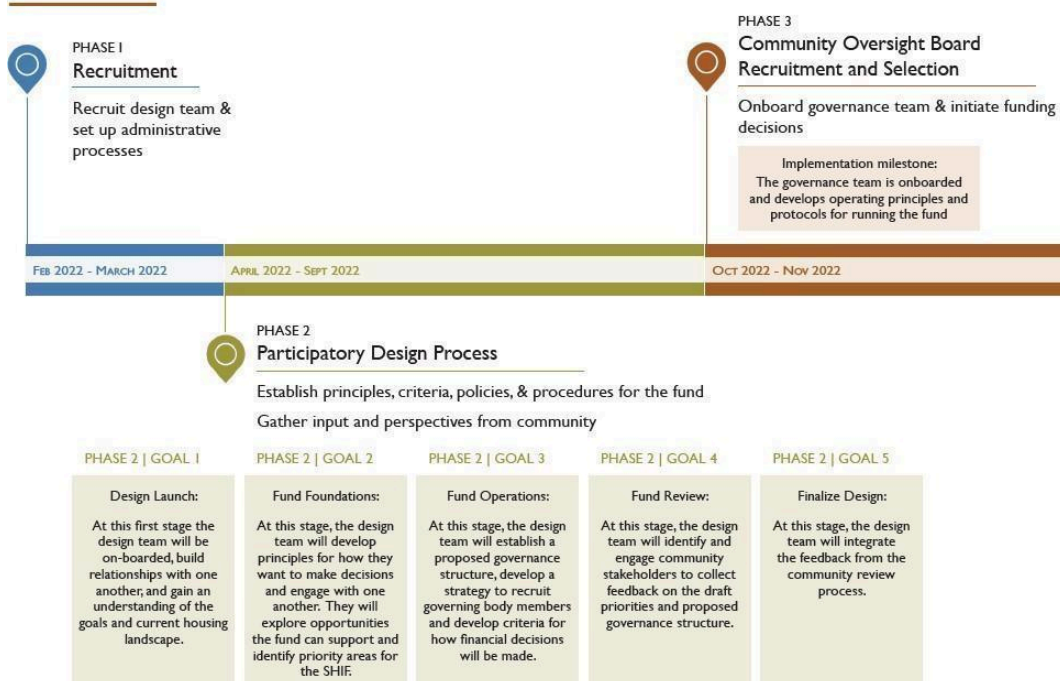 PHASE 1
Recruitment
Recruit design team &
set up administrative
processes
PHASE 3
Community Oversight Board
Recruitment and Selection
Onboard governance team & initiate funding
decisions
Implementation milestone:
The governance team is onboarded
and develops operating principles and
protocols for running the fund
FEB 2022 - MARCH 2022
APRIL 2022 - SEPT 2022
OCT 2022 - NOV 2022
PHASE 2
Participatory Design Process
Establish principles, criteria, policies, & procedures for the fund
Gather input and perspectives from community
PHASE 2 | GOAL 1
Design Launch:
At this first stage the
design team will be
on-boarded, build
relationships with one
another, and gain an
understanding of the
goals and current housing
landscape.
PHASE 2 | GOAL 2
Fund Foundations:
At this stage, the design
team will develop
principles for how they
want to make decisions
and engage with one
another. They will
explore opportunities
the fund can support and
identify priority areas for
the SHIF.
PHASE 2 | GOAL 3
Fund Operations:
At this stage, the design
team will establish a
proposed governance
structure, develop a
strategy to recruit
governing body members
and develop criteria for
how financial decisions
will be made.
PHASE 2 | GOAL 4
Fund Review:
At this stage, the design
team will identify and
engage community
stakeholders to collect
feedback on the draft
priorities and proposed
governance structure.
PHASE 2 | GOAL 5
Finalize Design:
At this stage, the design
team will integrate
the feedback from the
community review
process.